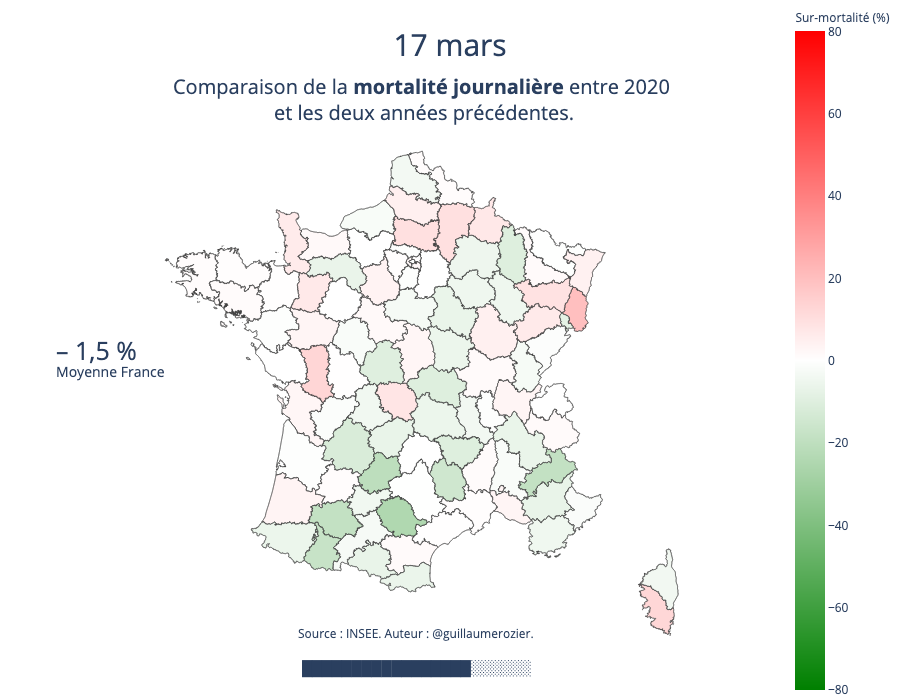 Sur-mortalité (%)
17 mars
Comparaison de la mortalité journalière entre 2020
et les deux années précédentes.
80
60
40
20
0
−20
−40
−60
−80
– 1,5 %
Moyenne France
Source : INSEE. Auteur : @guillaumerozier.